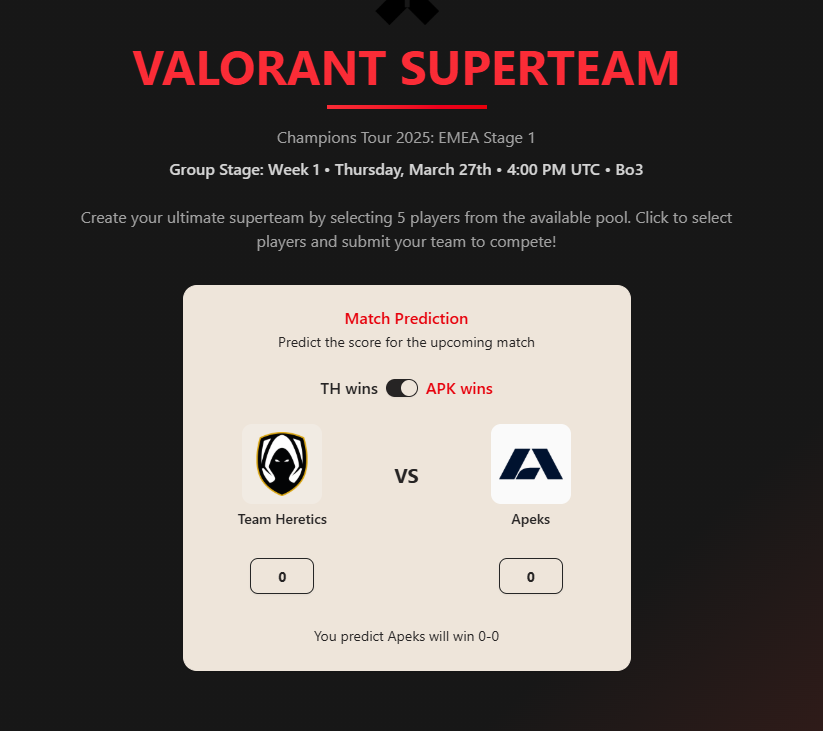 VALORANT SUPERTEAM
Champions Tour 2025: EMEA Stage 1
Group Stage: Week 1 • Thursday, March 27th • 4:00 PM UTC • Bo3
Create your ultimate superteam by selecting 5 players from the available pool. Click to select
players and submit your team to compete!
Match Prediction
Predict the score for the upcoming match
TH wins APK wins
VS
Team Heretics Apeks
0 0
You predict Apeks will win 0-0